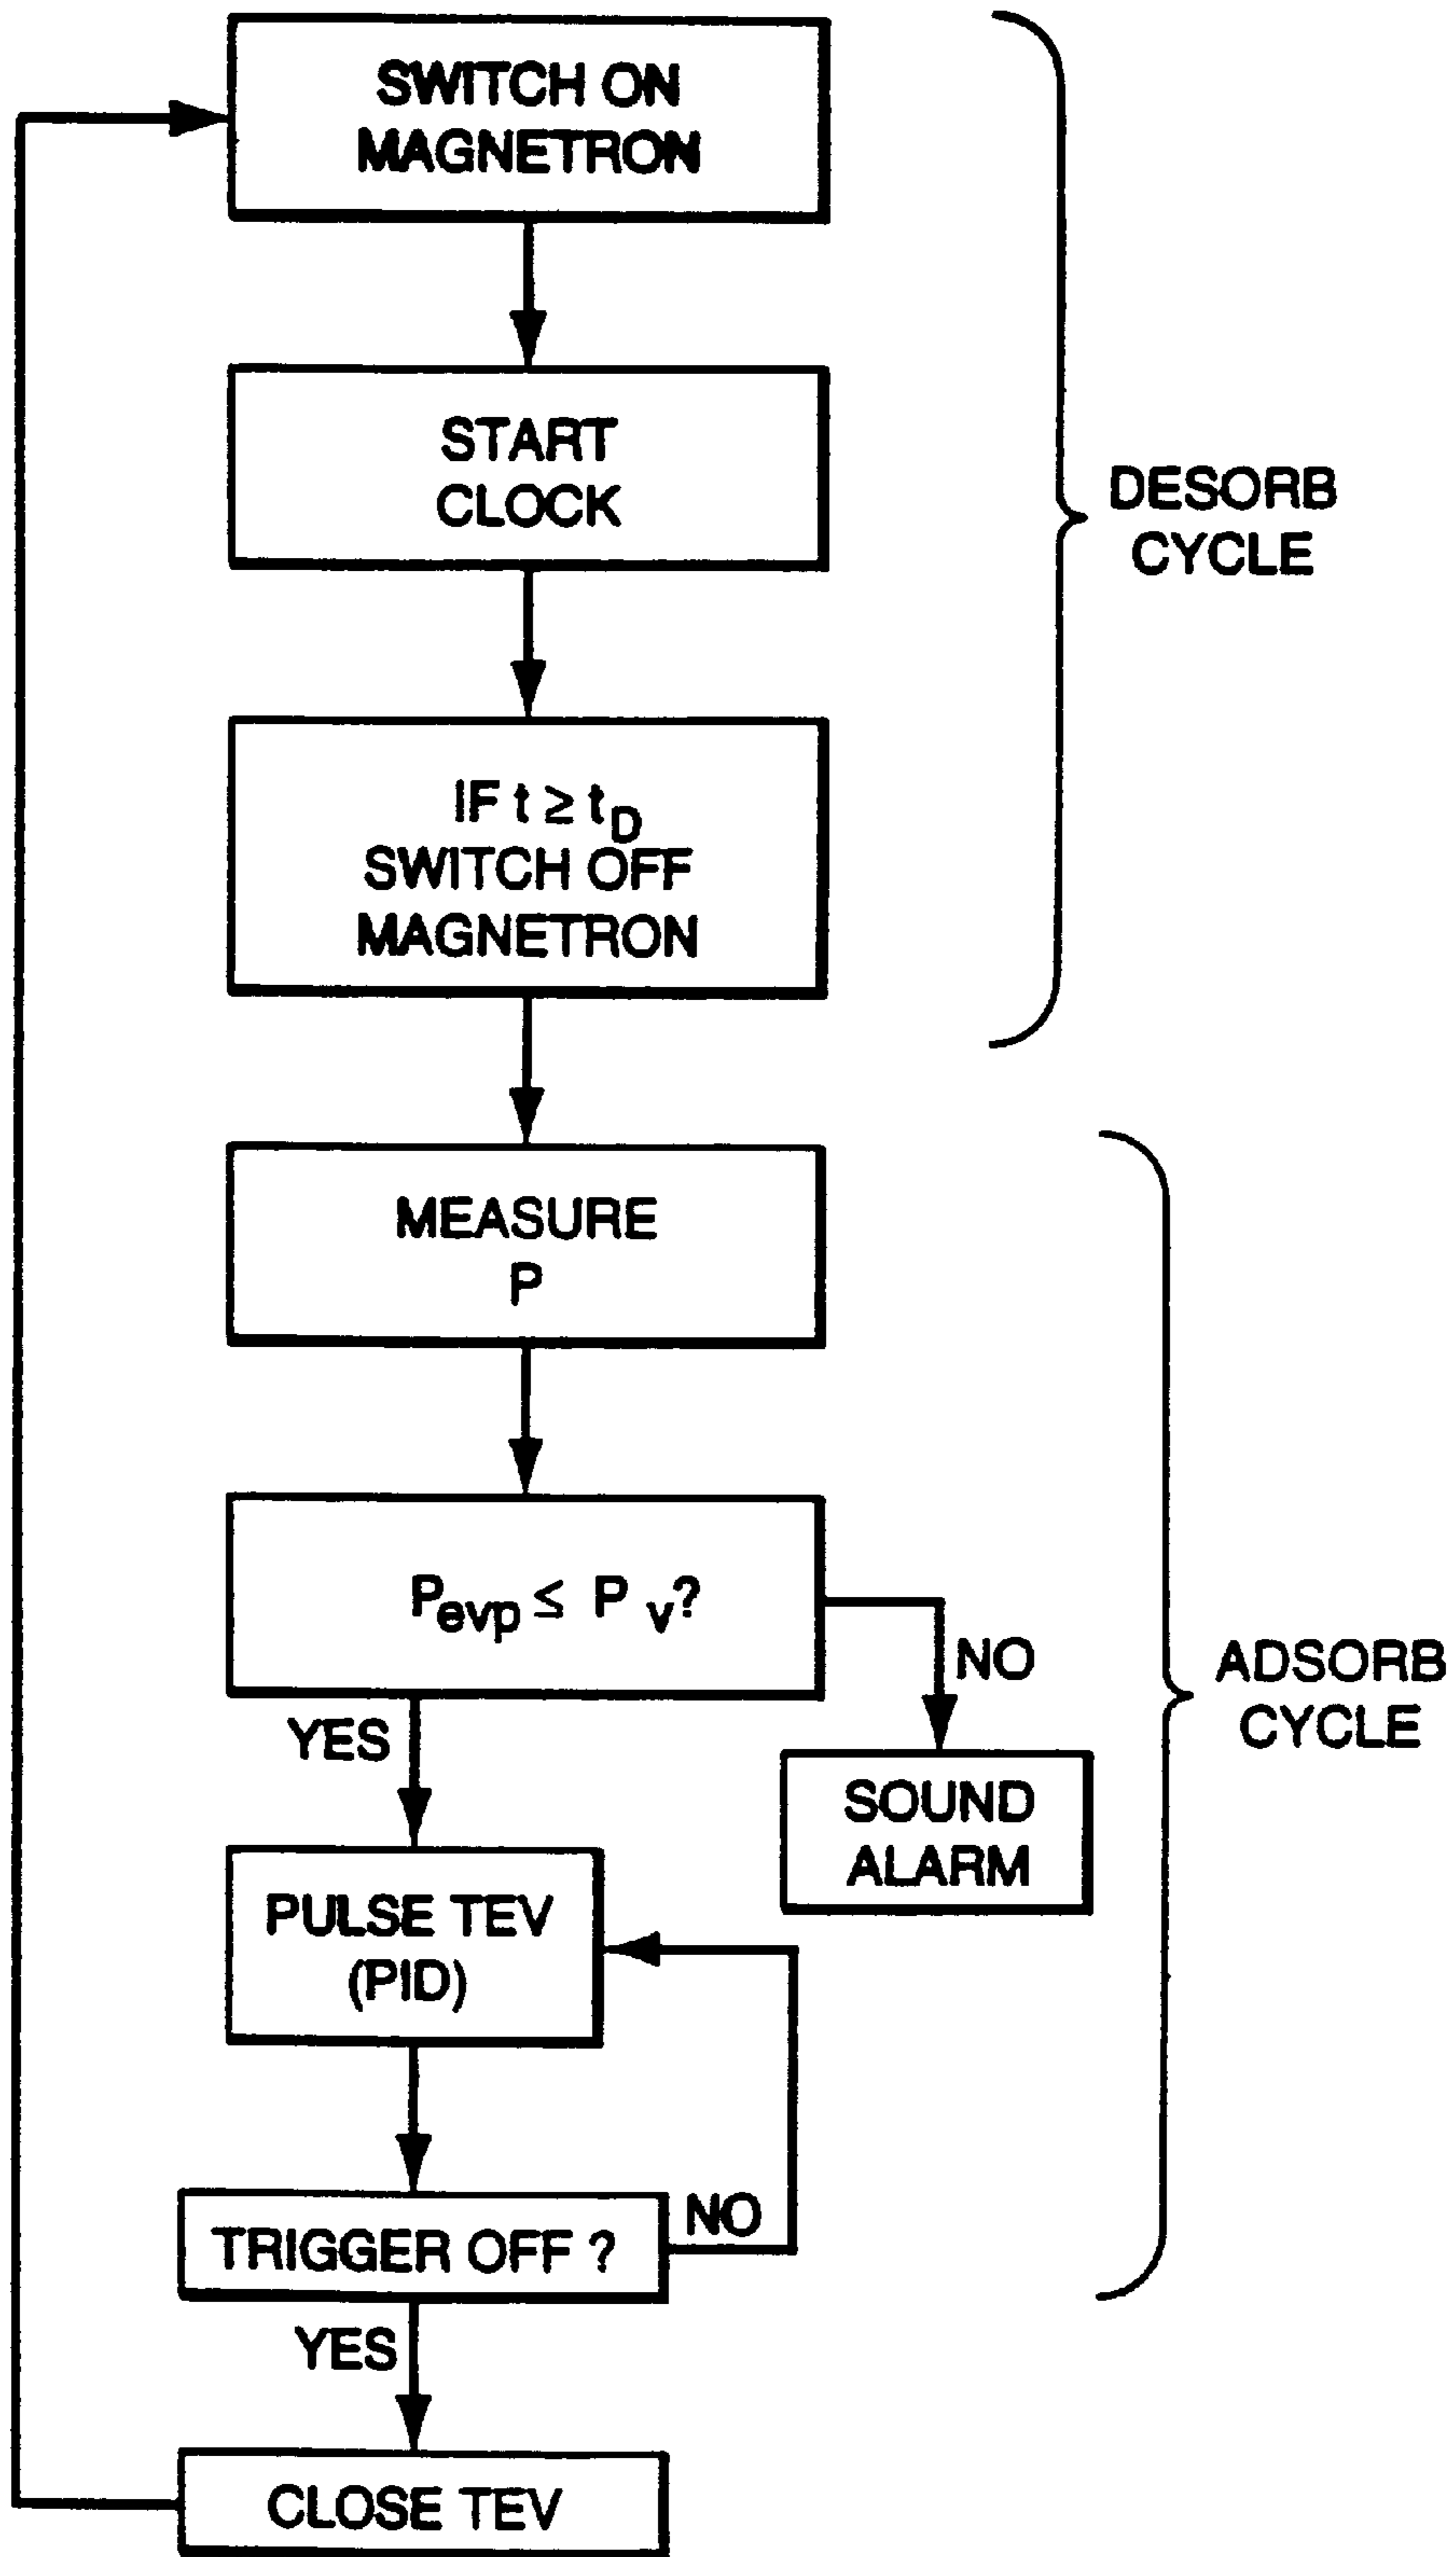 SWITCH ON
MAGNETRON
START
CLOCK
DESORB
CYCLE
IF t ≥ tD
SWITCH OFF
MAGNETRON
MEASURE
P
Pevp ≤ P v?
NO
ADSORB
CYCLE
YES
SOUND
ALARM
PULSE TEV
(PID)
TRIGGER OFF ?
NO
YES
CLOSE TEV